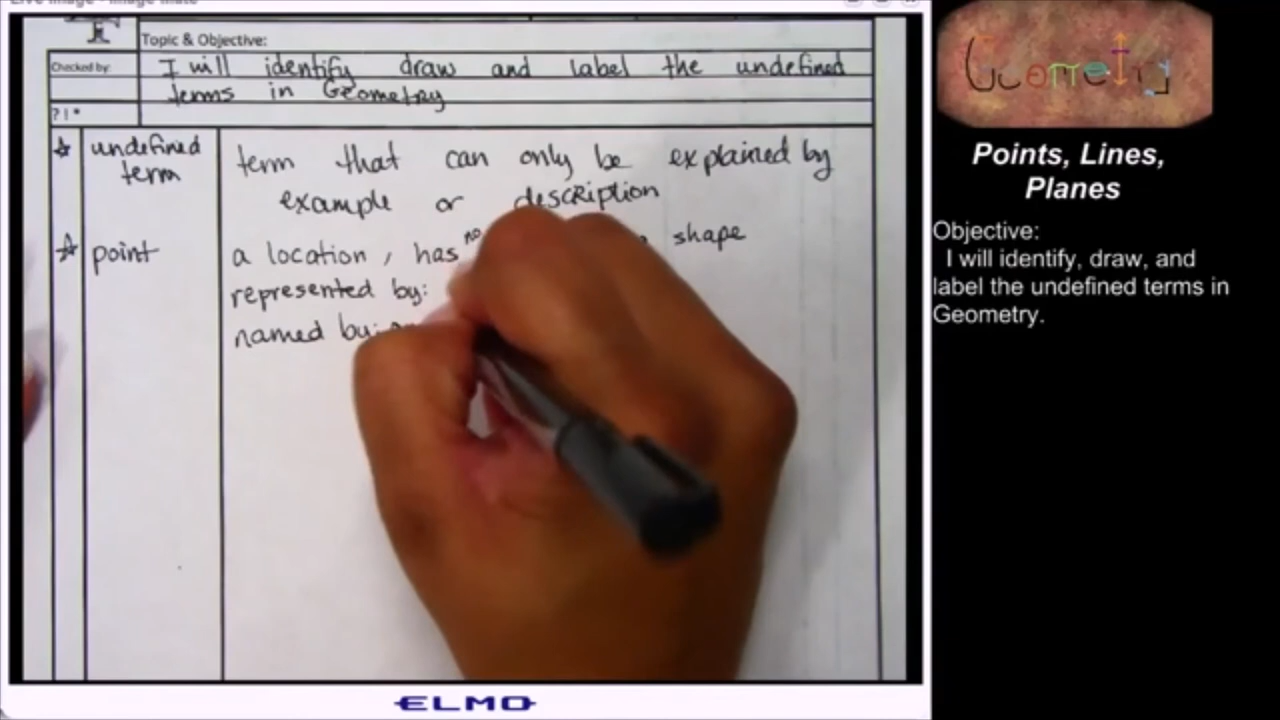 Topic & Objective:
Checked by:
I will identify draw and label the undefined
terms in Geometry
? ! *
undefined
term
term that can only be explained by
example or description
point
a location, has no shape
represented by:
named by:
ELMO
Geometry
Points, Lines,
Planes
Objective:
I will identify, draw, and
label the undefined terms in
Geometry.